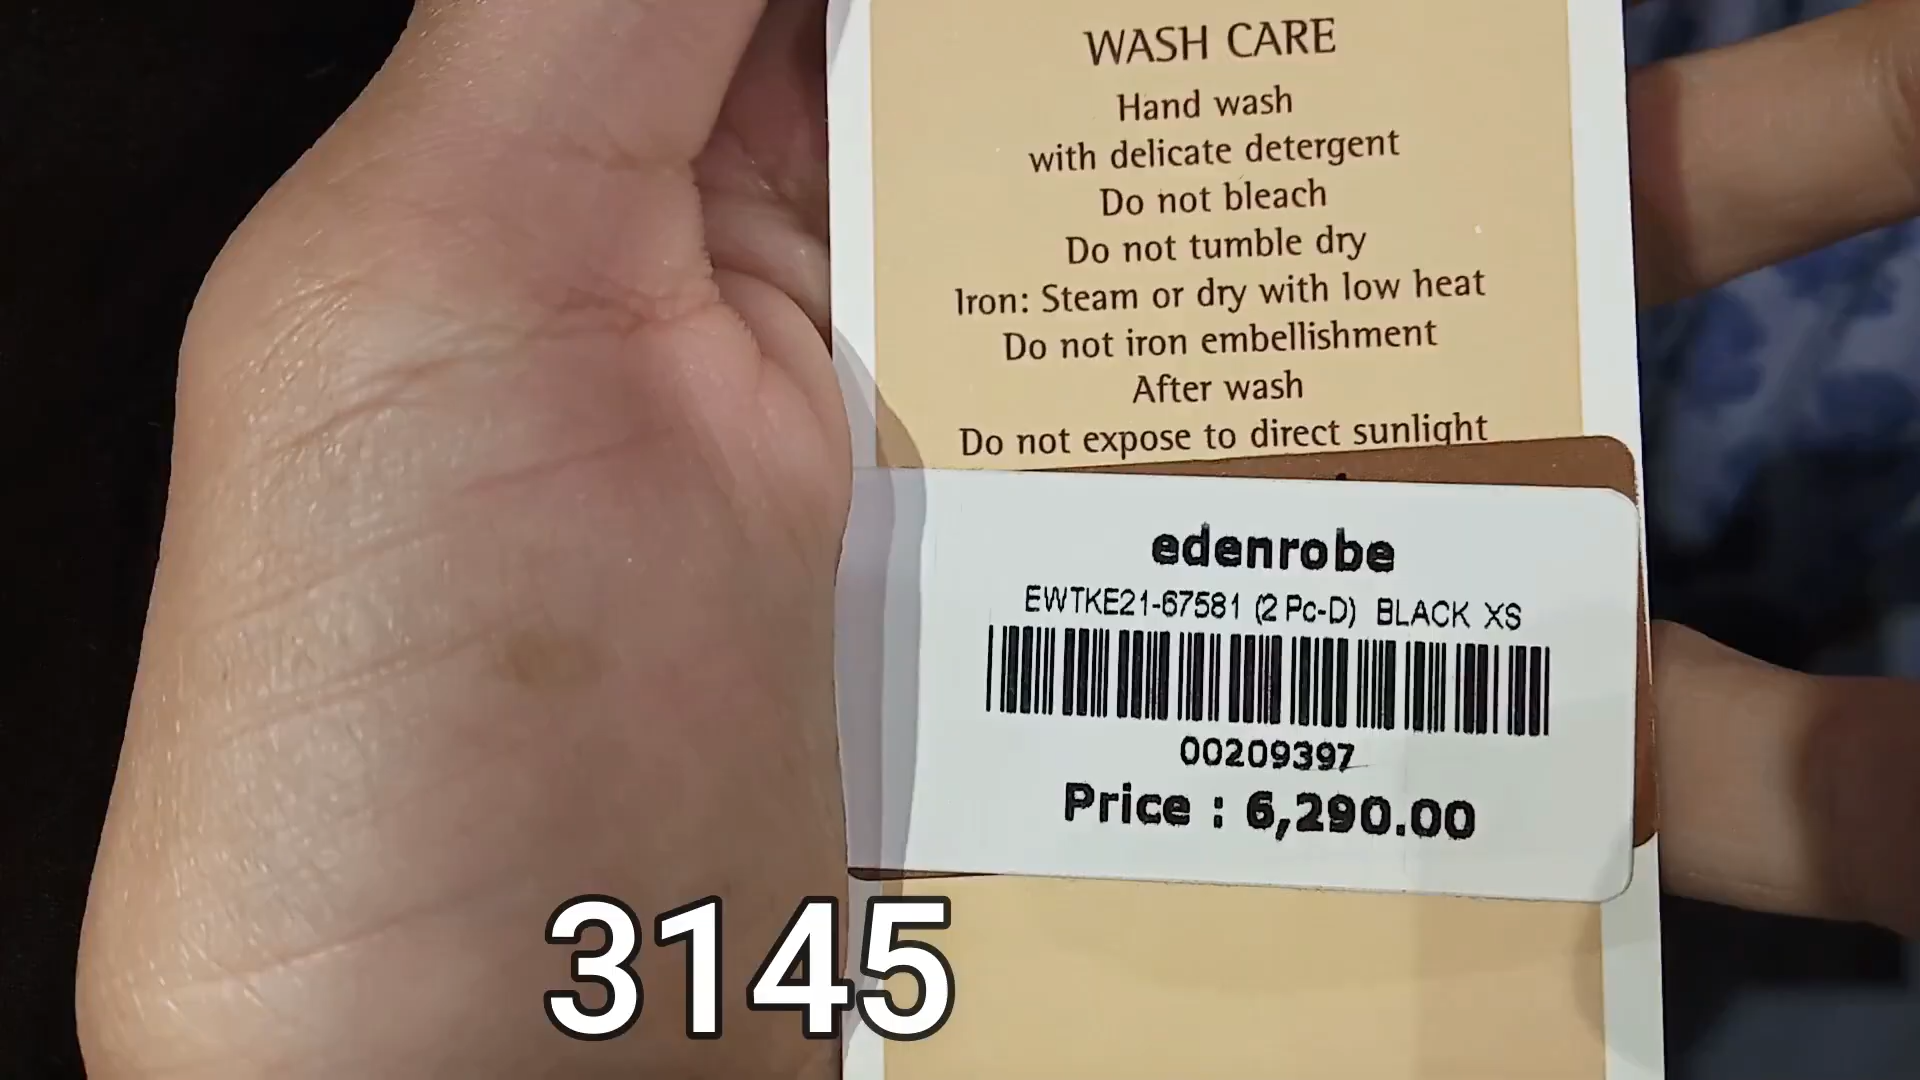 WASH CARE
Hand wash
with delicate detergent
Do not bleach
Do not tumble dry
Iron: Steam or dry with low heat
Do not iron embellishment
After wash
Do not expose to direct sunlight
edenrobe
EWTKE21-67581 (2 Pc-D) BLACK XS
00209397
Price : 6,290.00
3145